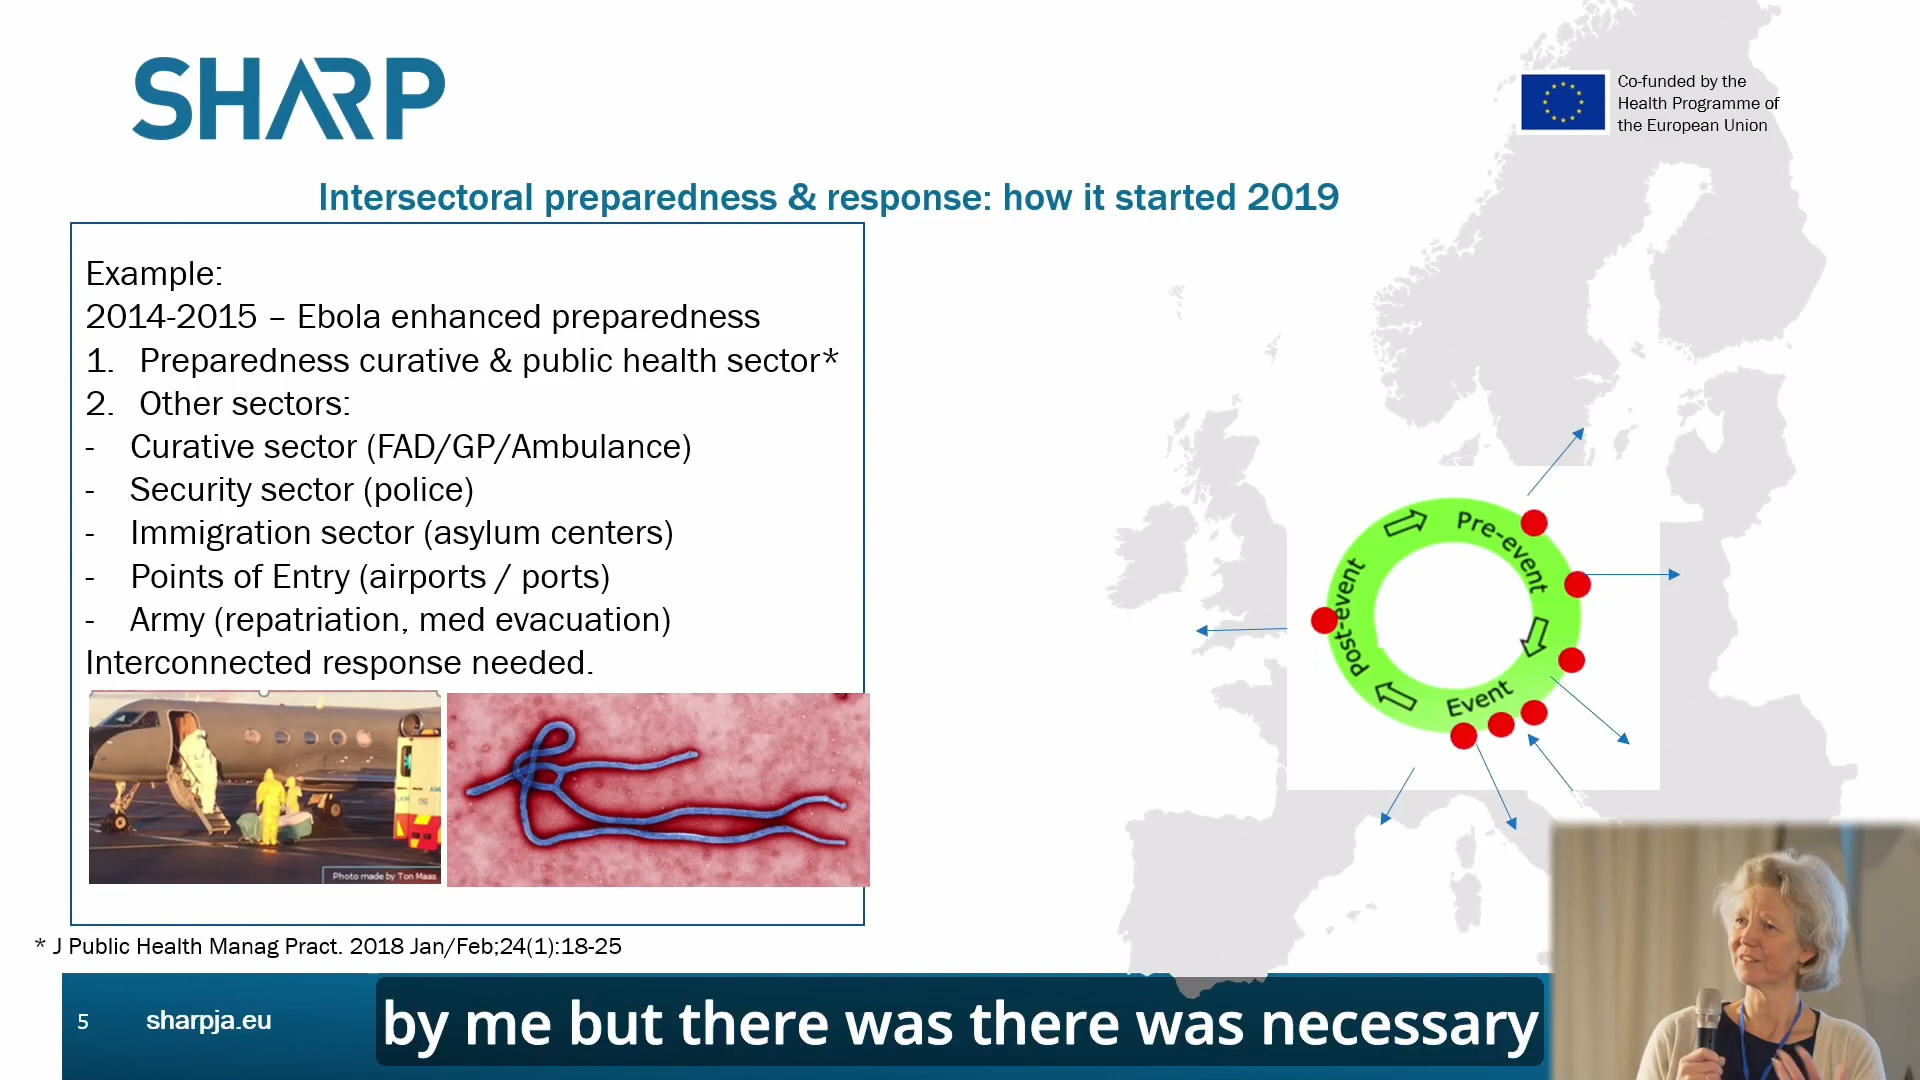 SHARP
Co-funded by the
Health Programme of
the European Union
Intersectoral preparedness & response: how it started 2019
Example:
2014-2015 – Ebola enhanced preparedness
1. Preparedness curative & public health sector*
2. Other sectors:
- Curative sector (FAD/GP/Ambulance)
- Security sector (police)
- Immigration sector (asylum centers)
- Points of Entry (airports / ports)
- Army (repatriation, med evacuation)
Interconnected response needed.
Photo made by Ton Maas
Pre-event
Event
Post-event
* J Public Health Manag Pract. 2018 Jan/Feb;24(1):18-25
5
sharpja.eu
by me but there was there was necessary